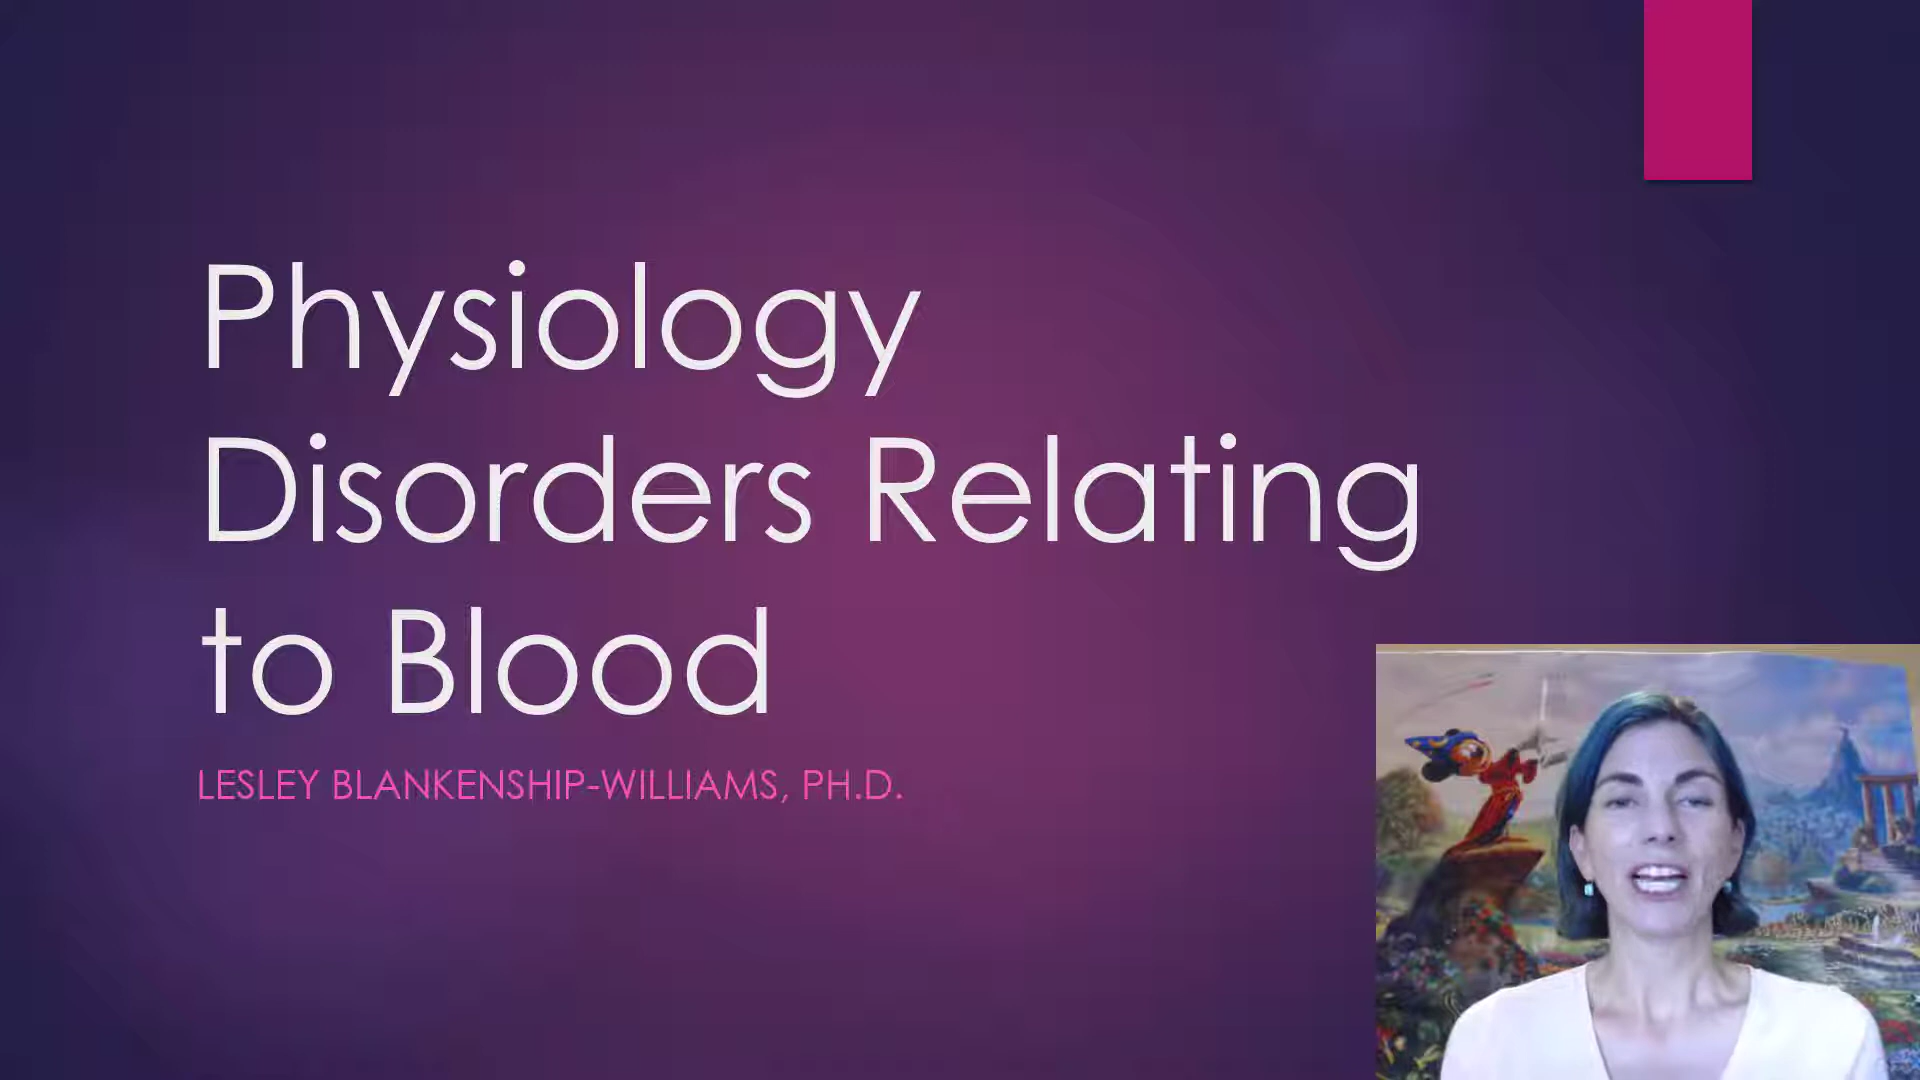 Physiology
Disorders Relating
to Blood
LESLEY BLANKENSHIP-WILLIAMS, PH.D.